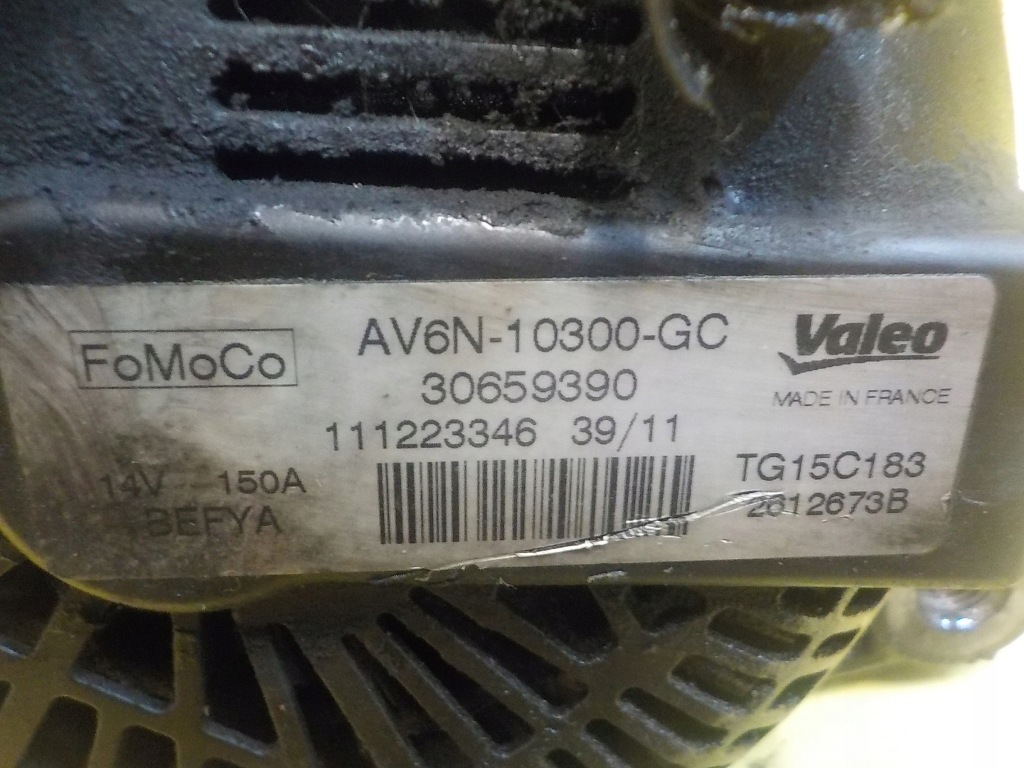 FoMoCo
AV6N-10300-GC
30659390
Valeo
MADE IN FRANCE
111223346 39/11
14V 150A
BEFYA
TG15C183
2612673B